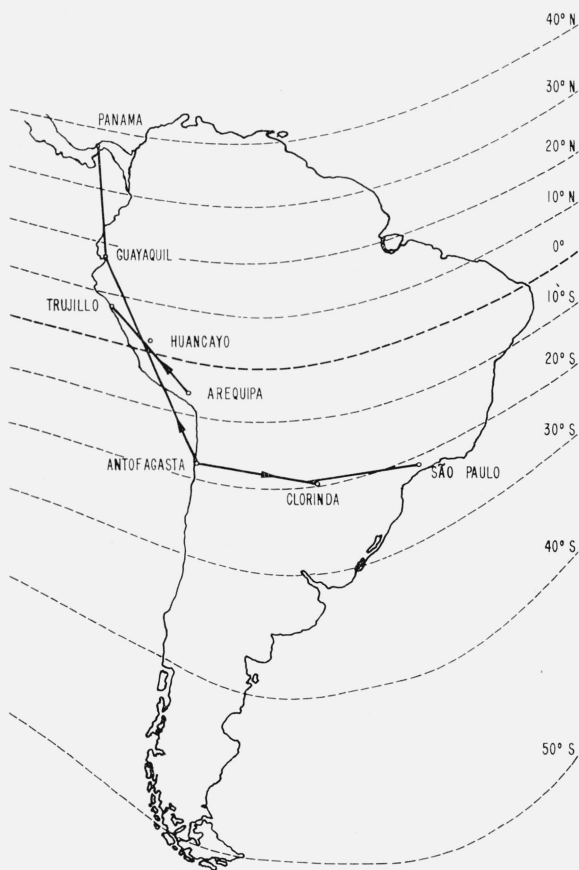 40° N
30° N
PANAMA
20° N
10° N
0°
GUAYAQUIL
10° S
TRUJILLO
HUANCAYO
20° S
AREQUIPA
30° S
ANTOFAGASTA
SÃO PAULO
CLORINDA
40° S
50° S